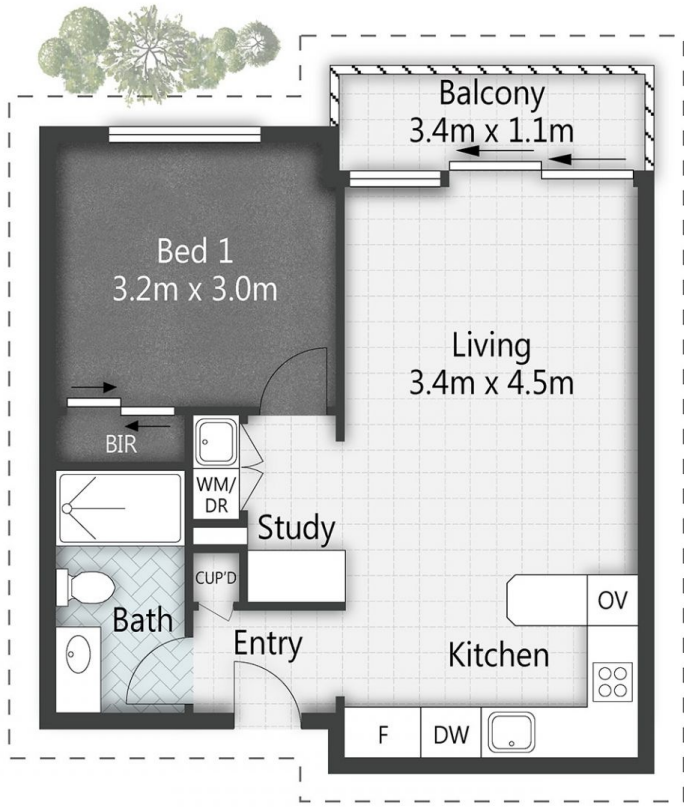 Balcony
3.4m x 1.1m
Bed 1
3.2m x 3.0m
Living
3.4m x 4.5m
BIR
WM/
DR
Study
CUP'D
Bath
Entry
OV
Kitchen
F
DW